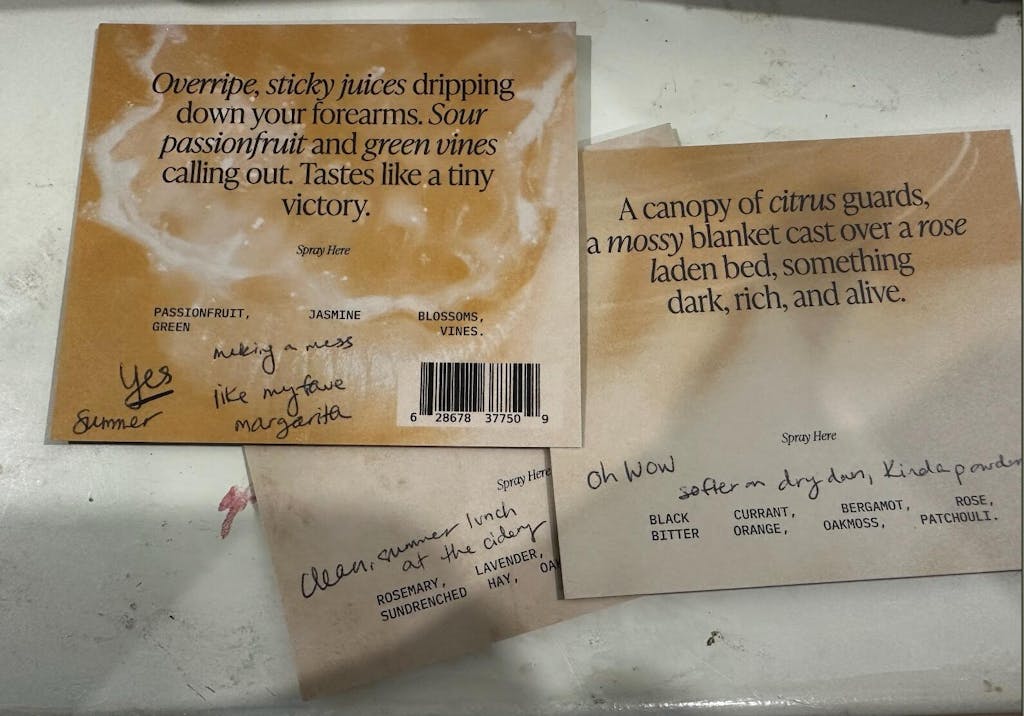 Overripe, sticky juices dripping
down your forearms. Sour
passionfruit and green vines
calling out. Tastes like a tiny
victory.
Spray Here
PASSIONFRUIT, JASMINE BLOSSOMS,
GREEN VINES.
making a mess
Yes like my fave
Summer margarita
6 28678 37750 9
A canopy of citrus guards,
a mossy blanket cast over a rose
laden bed, something
dark, rich, and alive.
Spray Here
Oh WOW
softer on dry down, Kinda powder
BLACK CURRANT, BERGAMOT, ROSE,
BITTER ORANGE, OAKMOSS, PATCHOULI.
Spray Here
Clean, summer lunch
at the cidery
ROSEMARY, LAVENDER,
SUNDRENCHED HAY,